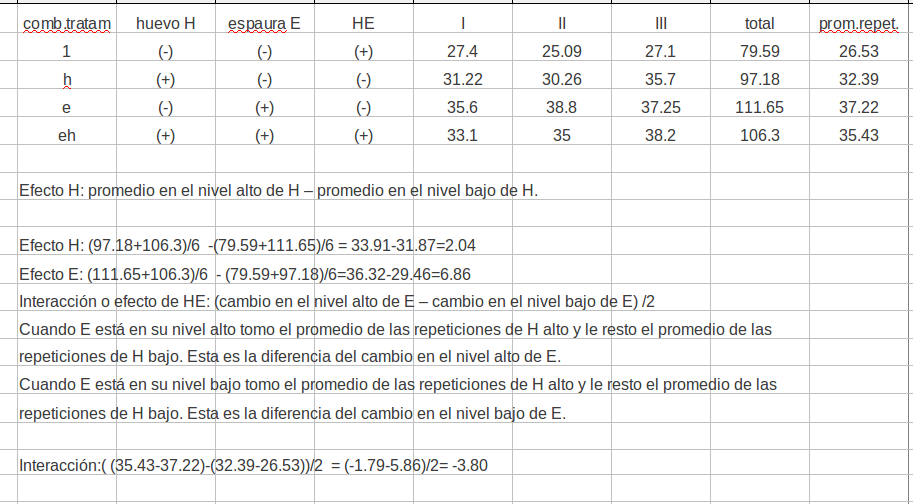 comb.tratam huevo H espaura E HE I II III total prom.repet.
1 (-) (-) (+) 27.4 25.09 27.1 79.59 26.53
h (+) (-) (-) 31.22 30.26 35.7 97.18 32.39
e (-) (+) (-) 35.6 38.8 37.25 111.65 37.22
eh (+) (+) (+) 33.1 35 38.2 106.3 35.43
Efecto H: promedio en el nivel alto de H – promedio en el nivel bajo de H.
Efecto H: (97.18+106.3)/6 -(79.59+111.65)/6 = 33.91-31.87=2.04
Efecto E: (111.65+106.3)/6 - (79.59+97.18)/6=36.32-29.46=6.86
Interacción o efecto de HE: (cambio en el nivel alto de E – cambio en el nivel bajo de E) /2
Cuando E está en su nivel alto tomo el promedio de las repeticiones de H alto y le resto el promedio de las
repeticiones de H bajo. Esta es la diferencia del cambio en el nivel alto de E.
Cuando E está en su nivel bajo tomo el promedio de las repeticiones de H alto y le resto el promedio de las
repeticiones de H bajo. Esta es la diferencia del cambio en el nivel bajo de E.
Interacción:( (35.43-37.22)-(32.39-26.53))/2 = (-1.79-5.86)/2= -3.80